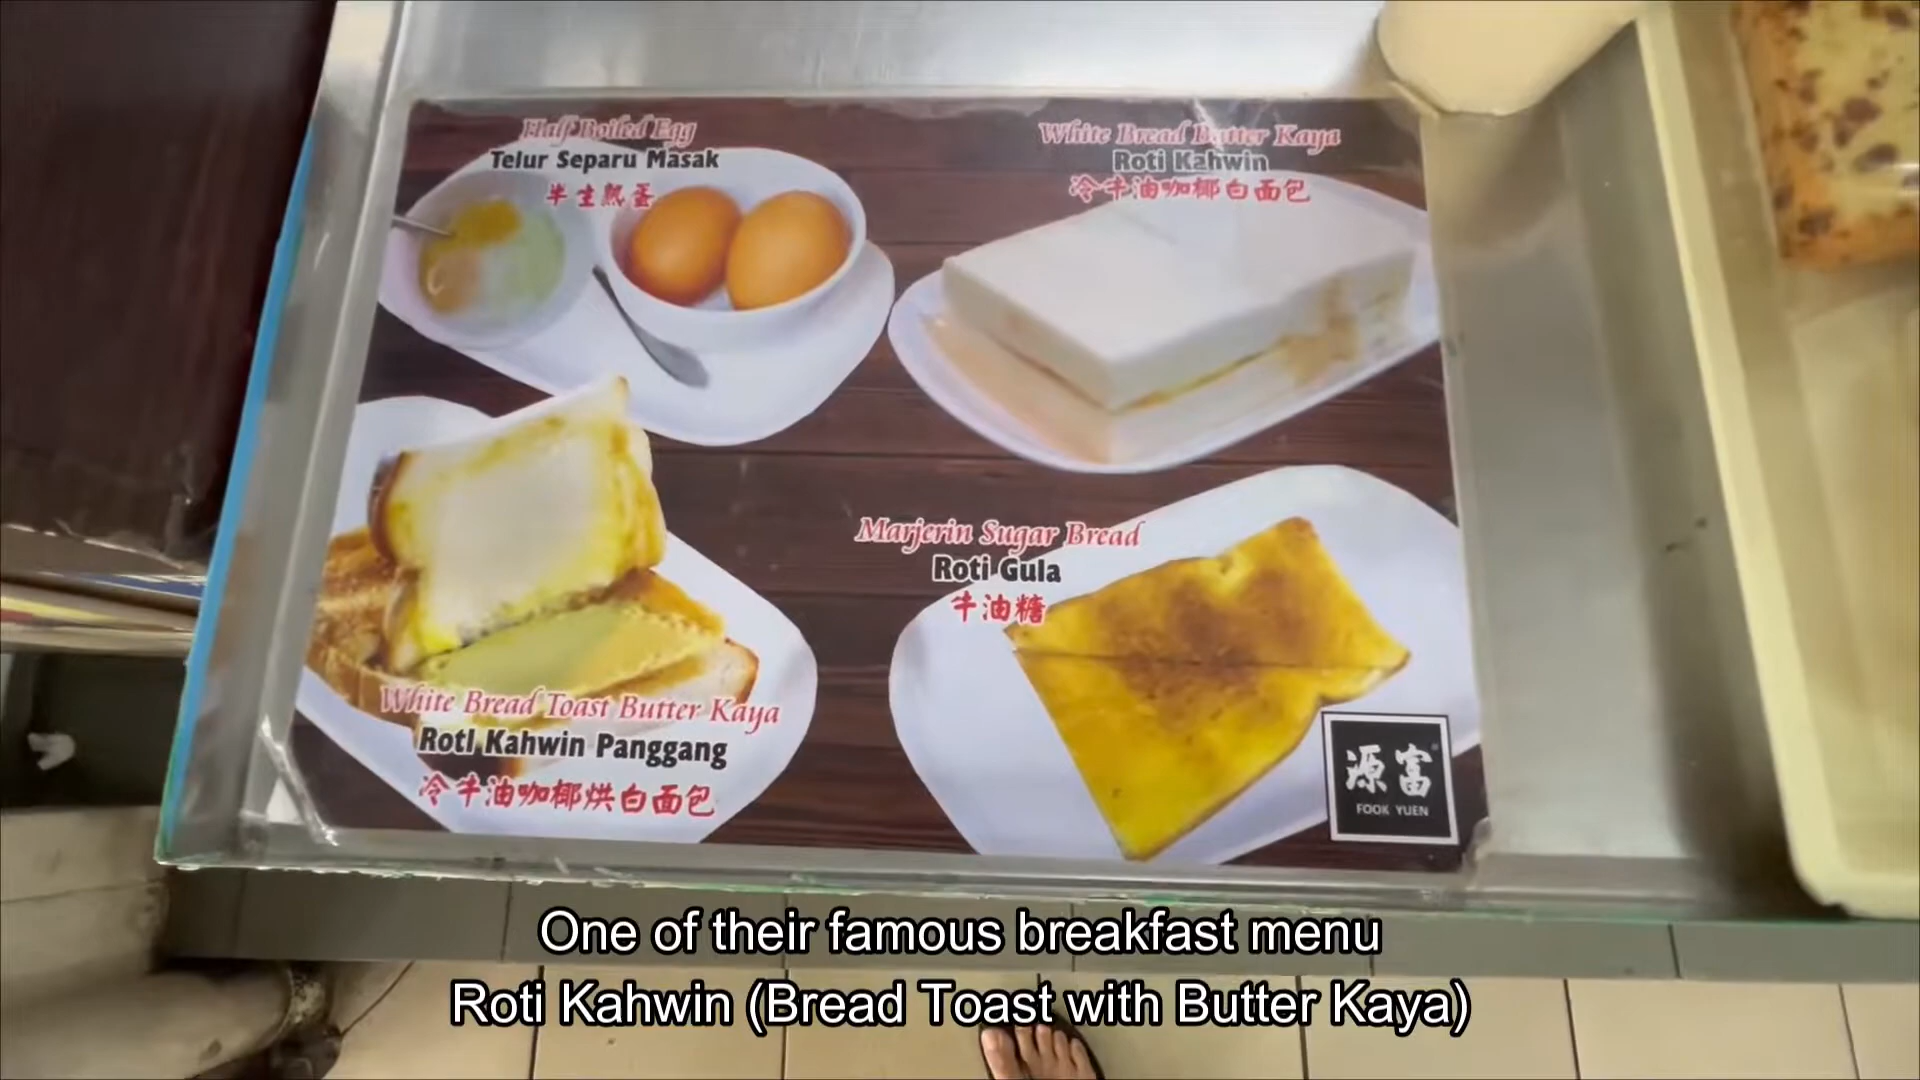 Half Boiled Egg
Telur Separu Masak
半生熟蛋
White Bread Butter Kaya
Roti Kahwin
冷牛油咖椰白面包
Marjerin Sugar Bread
Roti Gula
牛油糖
White Bread Toast Butter Kaya
Roti Kahwin Panggang
冷牛油咖椰烘白面包
源富
FOOK YUEN
One of their famous breakfast menu
Roti Kahwin (Bread Toast with Butter Kaya)